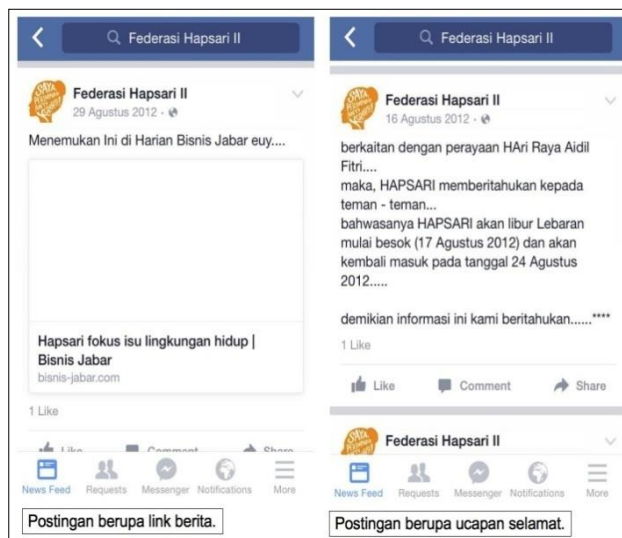 Federasi Hapsari II
Federasi Hapsari II
29 Agustus 2012
Menemukan Ini di Harian Bisnis Jabar euy....
Hapsari fokus isu lingkungan hidup |
Bisnis Jabar
bisnis-jabar.com
1 Like
Like Comment Share
News Feed Requests Messenger Notifications More
Postingan berupa link berita.
Federasi Hapsari II
Federasi Hapsari II
16 Agustus 2012
berkaitan dengan perayaan HAri Raya Aidil
Fitri....
maka, HAPSARI memberitahukan kepada
teman - teman...
bahwasanya HAPSARI akan libur Lebaran
mulai besok (17 Agustus 2012) dan akan
kembali masuk pada tanggal 24 Agustus
2012.....
demikian informasi ini kami beritahukan......****
1 Like
Like Comment Share
Federasi Hapsari II
News Feed Requests Messenger Notifications More
Postingan berupa ucapan selamat.